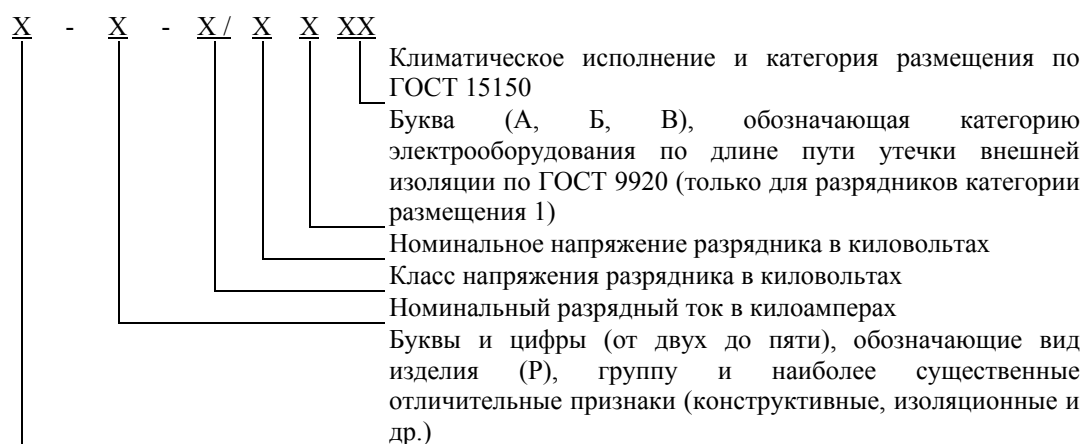 X - X - X / X X XX
Климатическое исполнение и категория размещения по
ГОСТ 15150
Буква (А, Б, В), обозначающая категорию
электрооборудования по длине пути утечки внешней
изоляции по ГОСТ 9920 (только для разрядников категории
размещения 1)
Номинальное напряжение разрядника в киловольтах
Класс напряжения разрядника в киловольтах
Номинальный разрядный ток в килоамперах
Буквы и цифры (от двух до пяти), обозначающие вид
изделия (Р), группу и наиболее существенные
отличительные признаки (конструктивные, изоляционные и
др.)